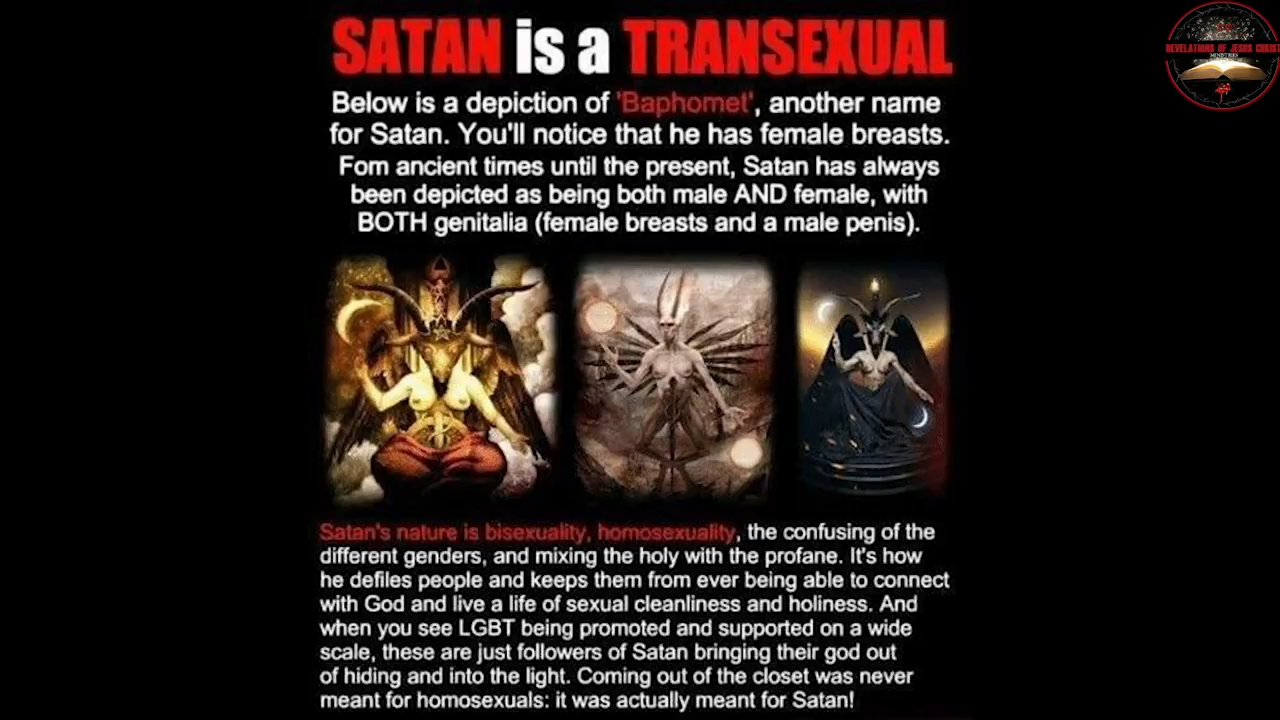 SATAN is a TRANSEXUAL
Below is a depiction of 'Baphomet', another name
for Satan. You'll notice that he has female breasts.
Fom ancient times until the present, Satan has always
been depicted as being both male AND female, with
BOTH genitalia (female breasts and a male penis).
Satan's nature is bisexuality, homosexuality, the confusing of the
different genders, and mixing the holy with the profane. It's how
he defiles people and keeps them from ever being able to connect
with God and live a life of sexual cleanliness and holiness. And
when you see LGBT being promoted and supported on a wide
scale, these are just followers of Satan bringing their god out
of hiding and into the light. Coming out of the closet was never
meant for homosexuals: it was actually meant for Satan!
REVELATIONS OF JESUS CHRIST
MINISTRIES